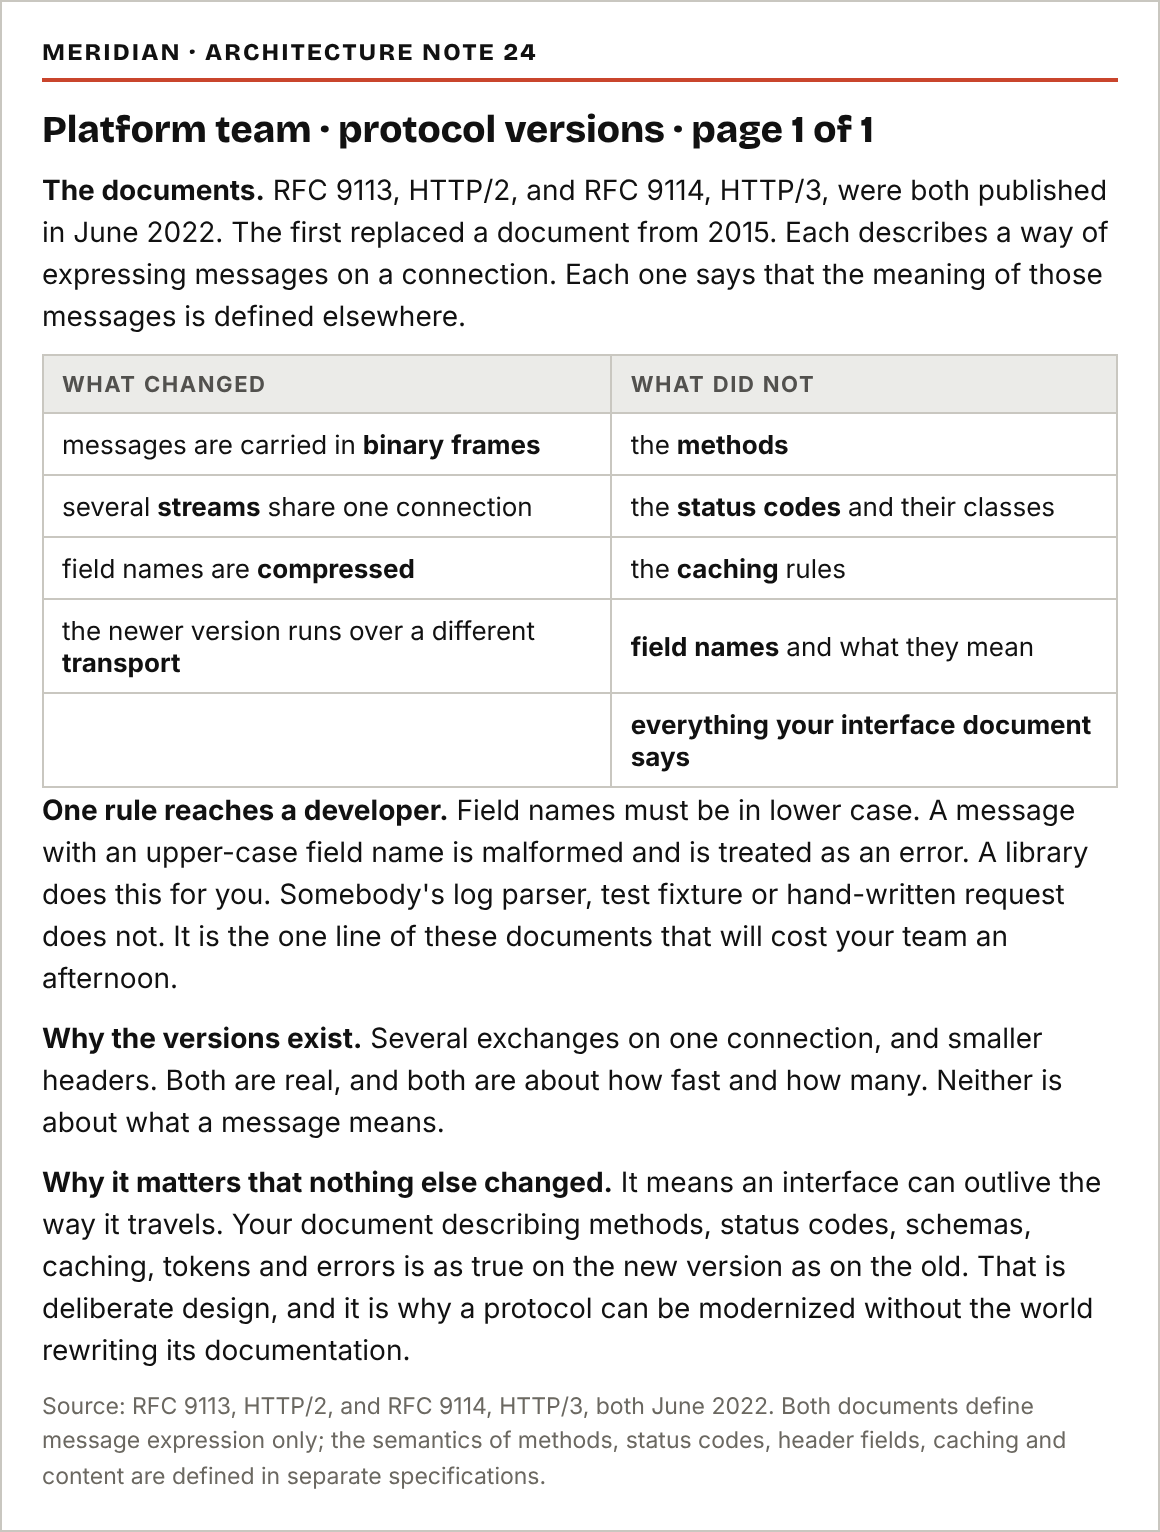 MERIDIAN · ARCHITECTURE NOTE 24
Platform team · protocol versions · page 1 of 1
The documents. RFC 9113, HTTP/2, and RFC 9114, HTTP/3, were both published
in June 2022. The first replaced a document from 2015. Each describes a way of
expressing messages on a connection. Each one says that the meaning of those
messages is defined elsewhere.
WHAT CHANGED
WHAT DID NOT
messages are carried in binary frames
the methods
several streams share one connection
the status codes and their classes
field names are compressed
the caching rules
the newer version runs over a different
transport
field names and what they mean
everything your interface document
says
One rule reaches a developer. Field names must be in lower case. A message
with an upper-case field name is malformed and is treated as an error. A library
does this for you. Somebody's log parser, test fixture or hand-written request
does not. It is the one line of these documents that will cost your team an
afternoon.
Why the versions exist. Several exchanges on one connection, and smaller
headers. Both are real, and both are about how fast and how many. Neither is
about what a message means.
Why it matters that nothing else changed. It means an interface can outlive the
way it travels. Your document describing methods, status codes, schemas,
caching, tokens and errors is as true on the new version as on the old. That is
deliberate design, and it is why a protocol can be modernized without the world
rewriting its documentation.
Source: RFC 9113, HTTP/2, and RFC 9114, HTTP/3, both June 2022. Both documents define
message expression only; the semantics of methods, status codes, header fields, caching and
content are defined in separate specifications.